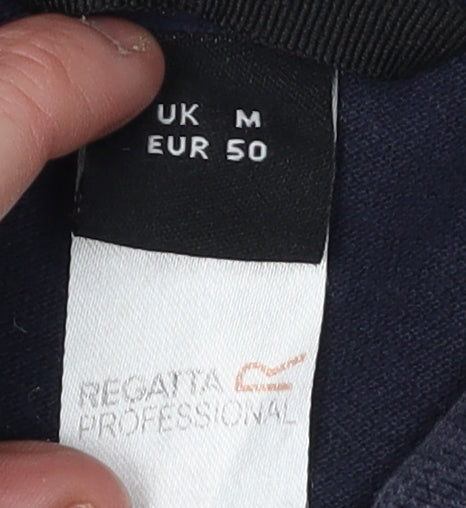 UK M
EUR 50
REGATTA
PROFESSIONAL